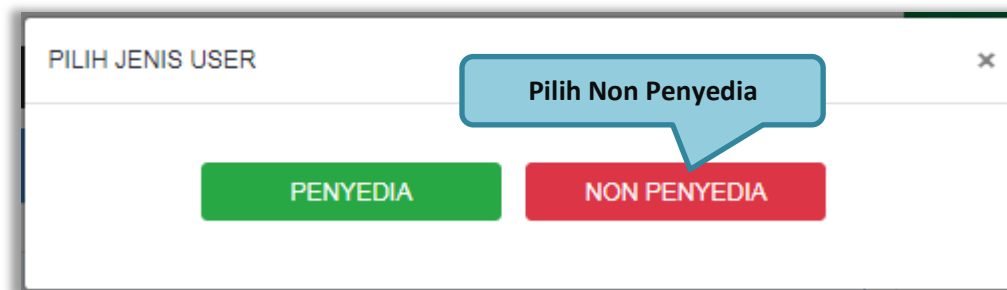 PILIH JENIS USER
×
Pilih Non Penyedia
PENYEDIA
NON PENYEDIA